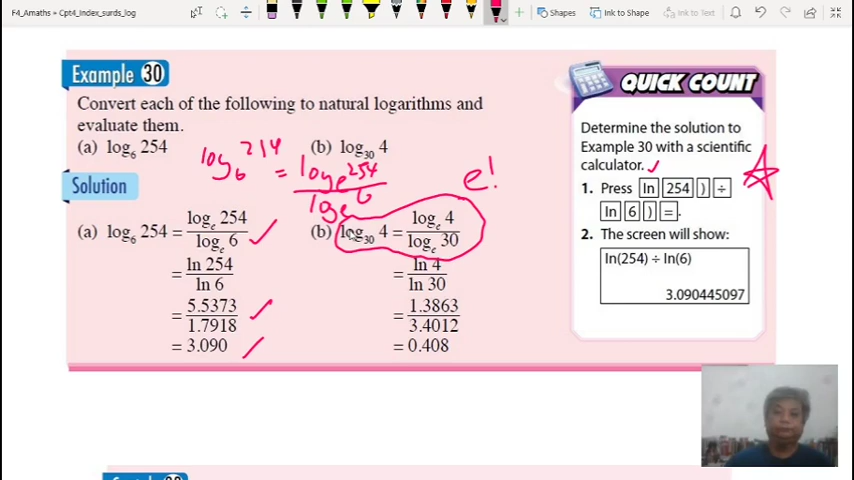 F4_Amaths » Cpt4_Index_surds_log
Shapes
Ink to Shape
Ink to Math
Example 30
Convert each of the following to natural logarithms and
evaluate them.
(a) log₆ 254 (b) log₃₀ 4
log₆ 214 = logₑ 254 / logₑ 6
e!
Solution
(a) log₆ 254 = logₑ 254 / logₑ 6
= ln 254 / ln 6
= 5.5373 / 1.7918
= 3.090
(b) log₃₀ 4 = logₑ 4 / logₑ 30
= ln 4 / ln 30
= 1.3863 / 3.4012
= 0.408
QUICK COUNT
Determine the solution to
Example 30 with a scientific
calculator.
1. Press ln 254 ) ÷
ln 6 ) =.
2. The screen will show:
ln(254) ÷ ln(6)
3.090445097